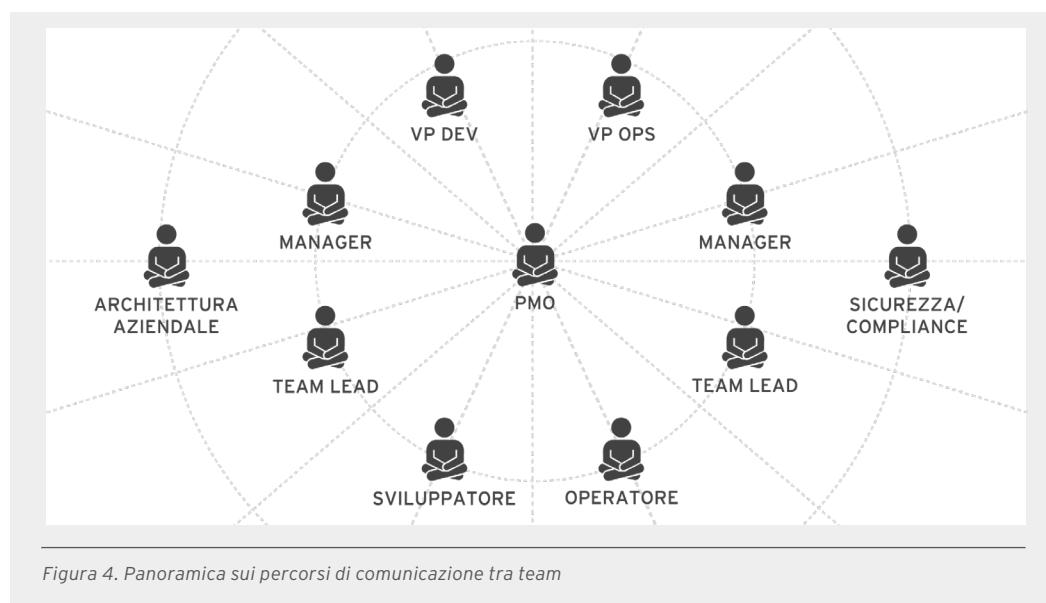 VP DEV
VP OPS
MANAGER
MANAGER
ARCHITETTURA
AZIENDALE
PMO
SICUREZZA/
COMPLIANCE
TEAM LEAD
TEAM LEAD
SVILUPPATORE
OPERATORE
Figura 4. Panoramica sui percorsi di comunicazione tra team